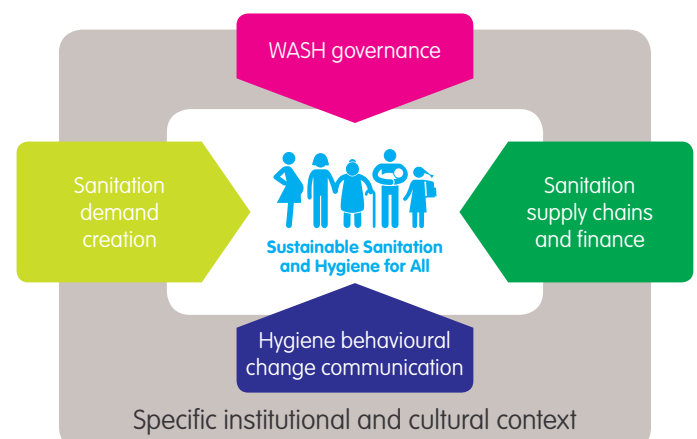 WASH governance
Sanitation
demand
creation
Sustainable Sanitation
and Hygiene for All
Sanitation
supply chains
and finance
Hygiene behavioural
change communication
Specific institutional and cultural context